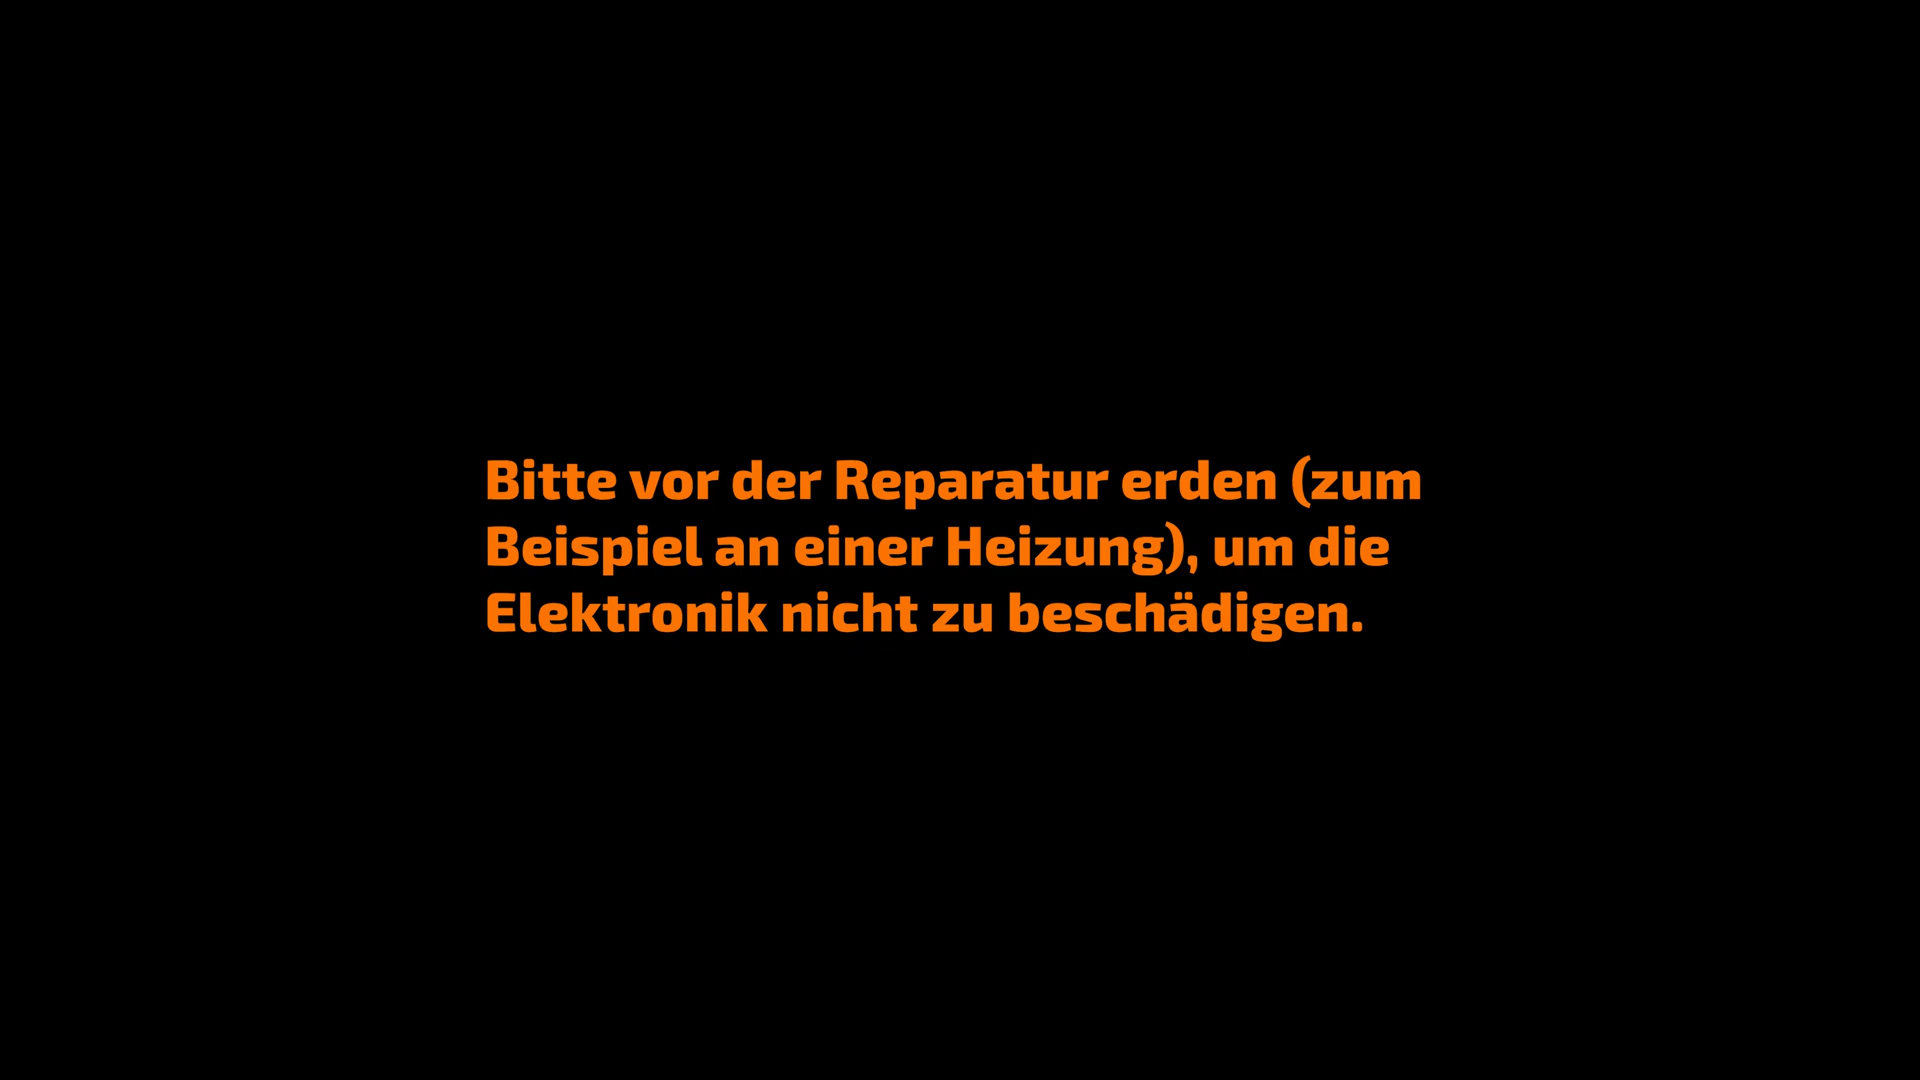 Bitte vor der Reparatur erden (zum
Beispiel an einer Heizung), um die
Elektronik nicht zu beschädigen.